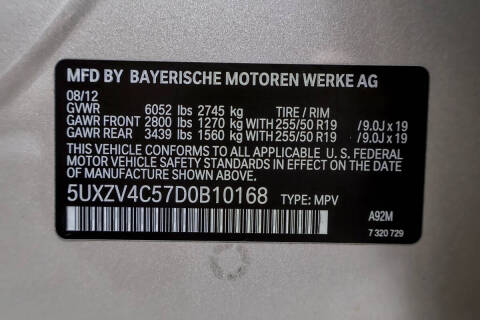 MFD BY BAYERISCHE MOTOREN WERKE AG
08/12
GVWR 6052 lbs 2745 kg TIRE / RIM
GAWR FRONT 2800 lbs 1270 kg 255/50 R19 / 9.0J x 19
GAWR REAR 3439 lbs 1560 kg 255/50 R19 / 9.0J x 19
THIS VEHICLE CONFORMS TO ALL APPLICABLE U. S. FEDERAL
MOTOR VEHICLE SAFETY STANDARDS IN EFFECT ON THE DATE
OF MANUFACTURE SHOWN ABOVE.
5UXZV4C57D0B10168 TYPE: MPV
A92M
7 320 729